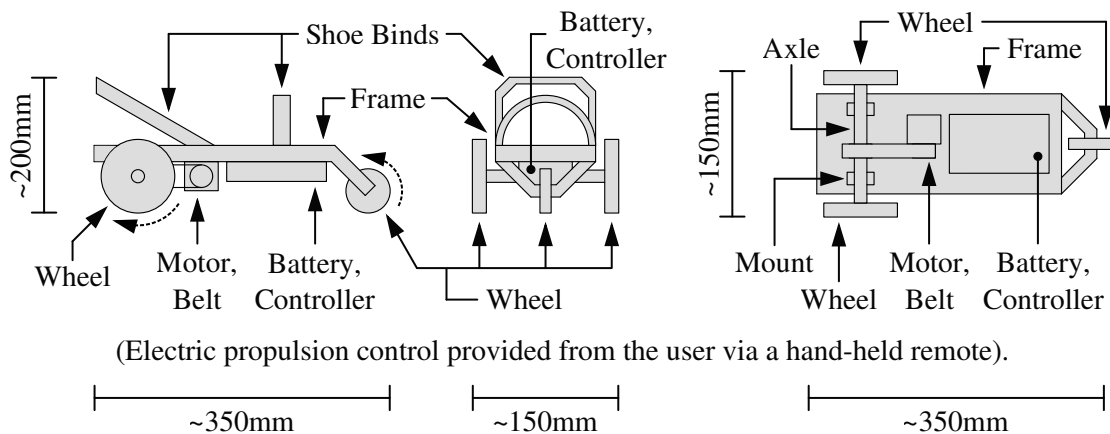 Shoe Binds
Battery,
Controller
Wheel
Axle
Frame
Frame
~200mm
~150mm
Wheel
Motor,
Belt
Battery,
Controller
Wheel
Mount
Wheel
Motor,
Belt
Battery,
Controller
(Electric propulsion control provided from the user via a hand-held remote).
~350mm
~150mm
~350mm